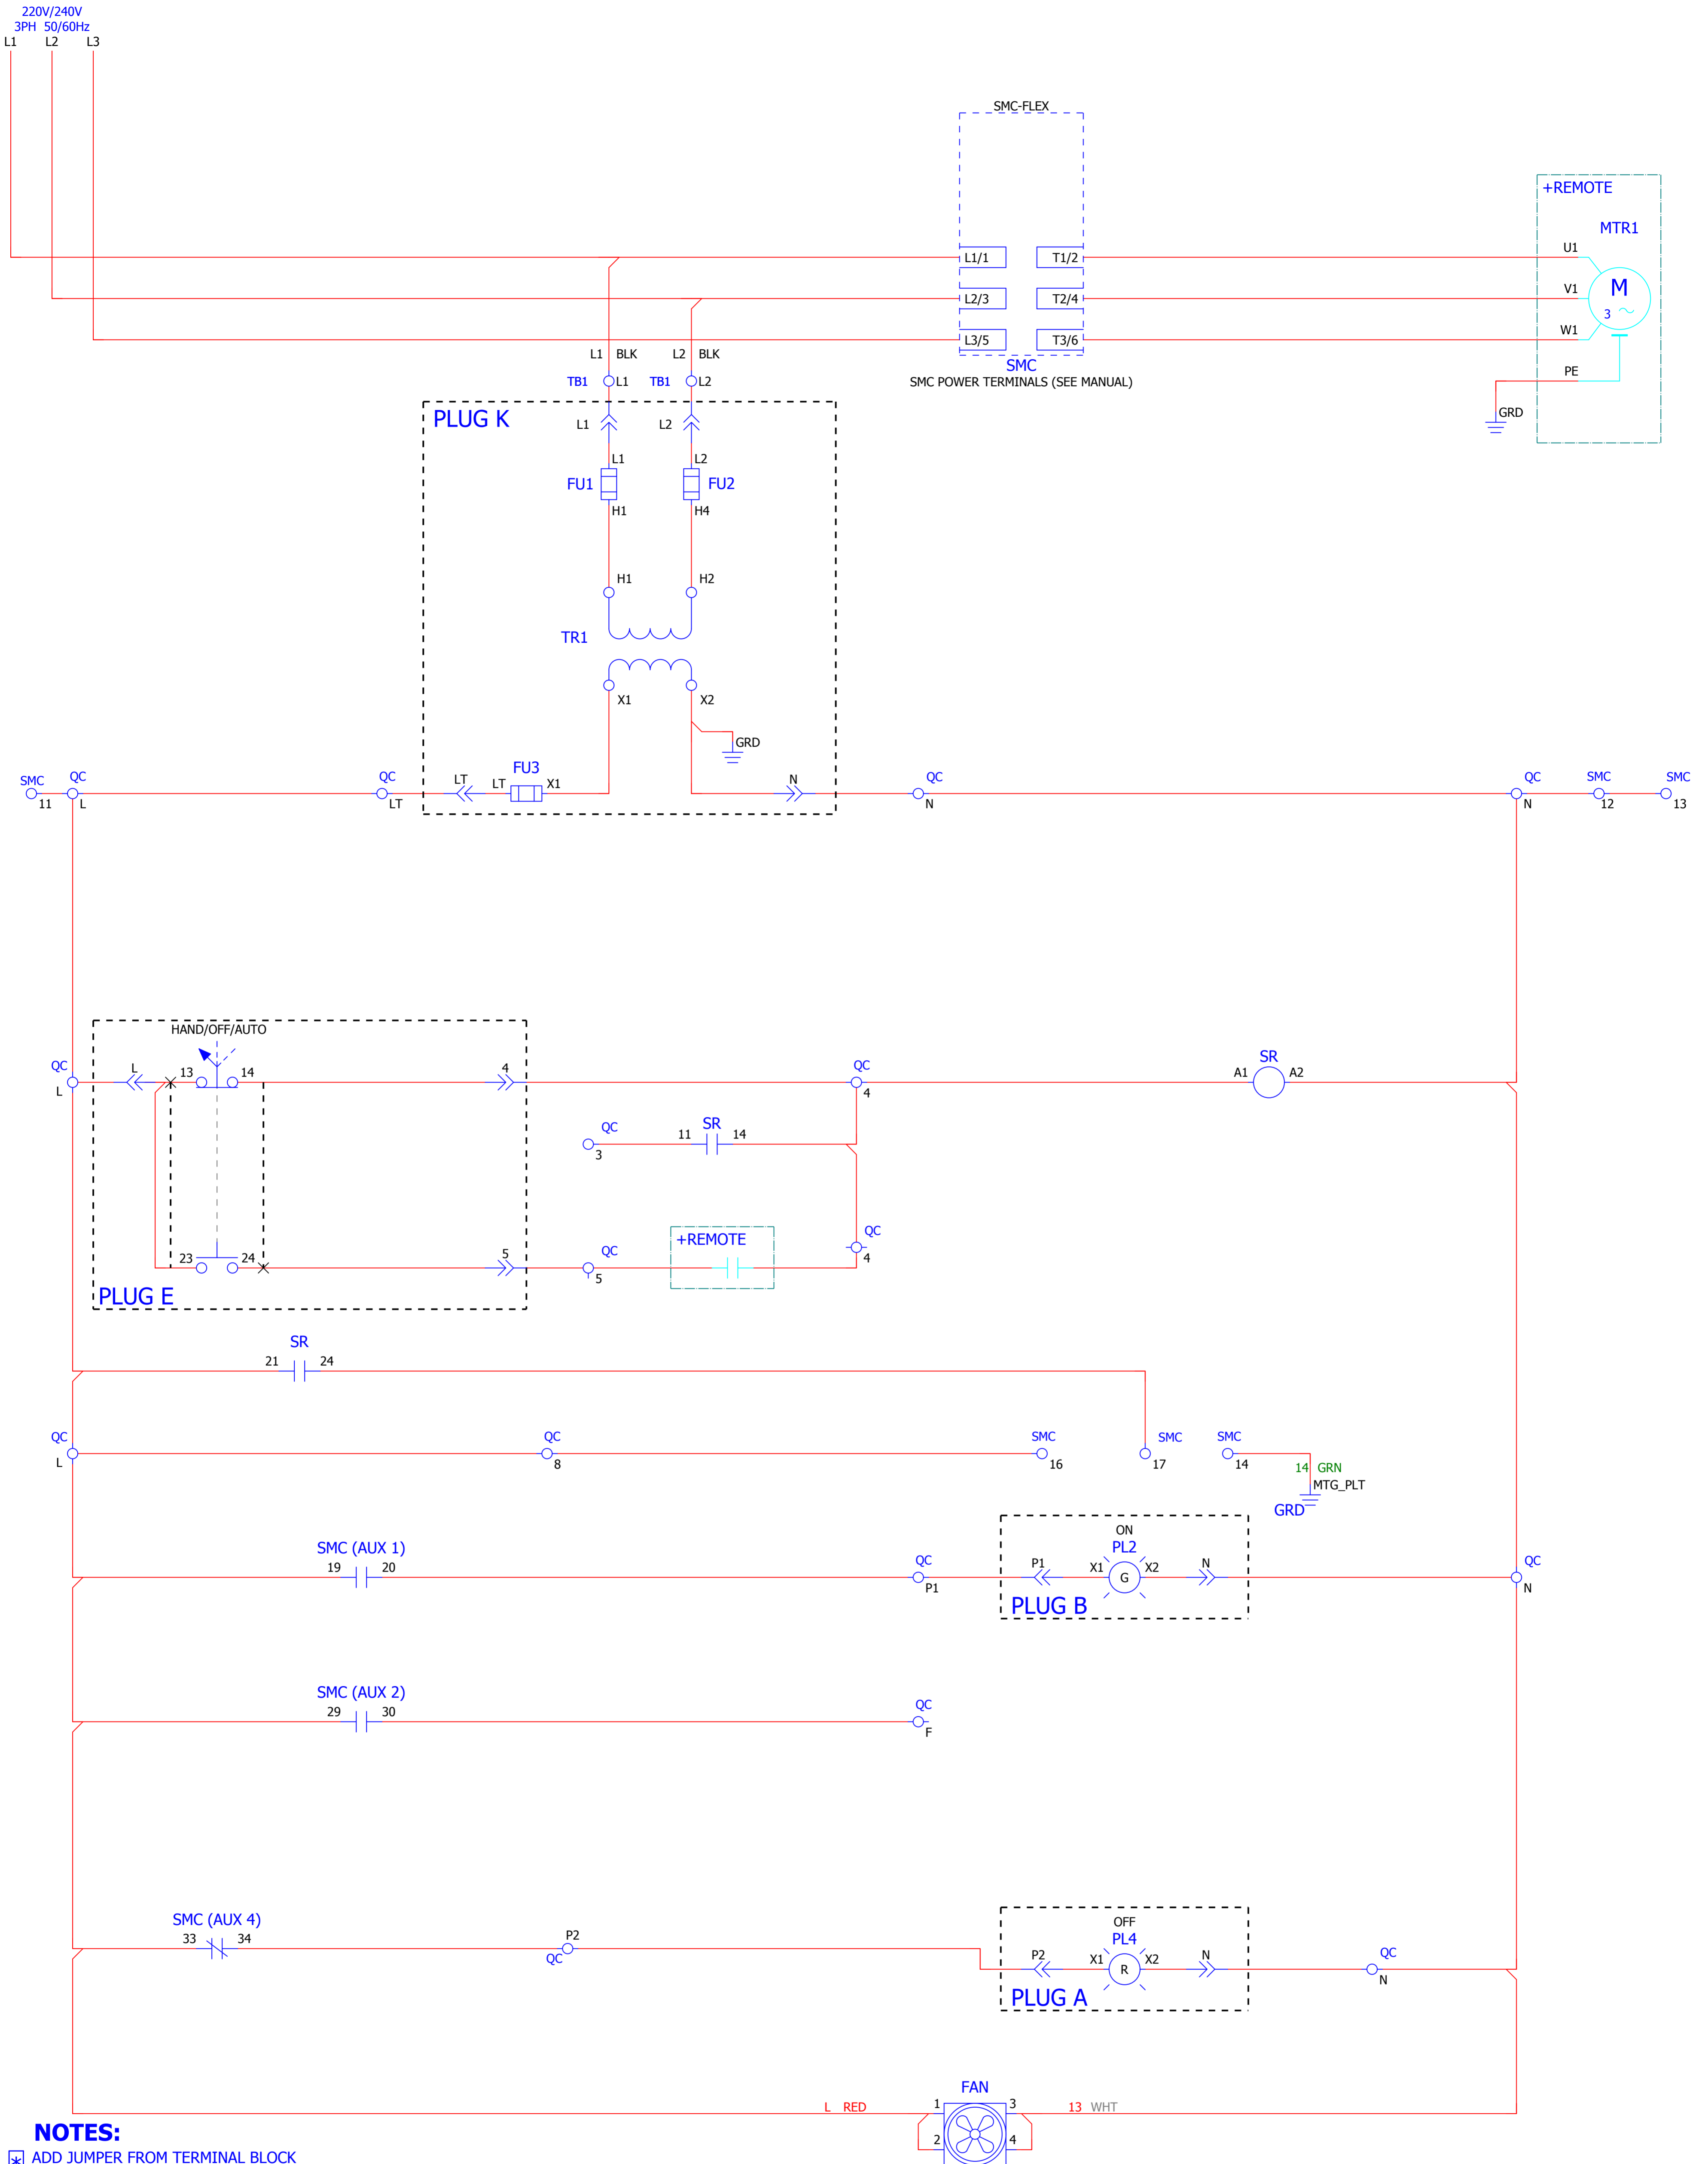 220V/240V
3PH 50/60Hz
L1 L2 L3
SMC-FLEX
+REMOTE
MTR1
U1
L1/1 T1/2
V1
M
3
L2/3 T2/4
W1
L3/5 T3/6
L1 BLK L2 BLK
SMC
SMC POWER TERMINALS (SEE MANUAL)
PE
TB1 L1 TB1 L2
GRD
PLUG K
L1 L2
L1 L2
FU1 FU2
H1 H4
H1 H2
TR1
X1 X2
GRD
SMC QC QC LT LT FU3 X1 N QC QC SMC SMC
11 L LT N N 12 13
HAND/OFF/AUTO
QC L 13 14 4 QC SR
L 4 A1 A2
QC 11 SR 14
3
QC
+REMOTE
4
23 24 5 QC
5
PLUG E
SR
21 24
QC QC SMC SMC SMC
L 8 16 17 14
14 GRN
MTG_PLT
GRD
ON
SMC (AUX 1) PL2
19 20 QC P1 X1 G X2 N QC
P1 N
PLUG B
SMC (AUX 2)
29 30 QC
F
SMC (AUX 4) OFF
33 34 P2 PL4
QC P2 X1 R X2 N QC
N
PLUG A
FAN
L RED 1 3 13 WHT
2 4
NOTES:
* ADD JUMPER FROM TERMINAL BLOCK